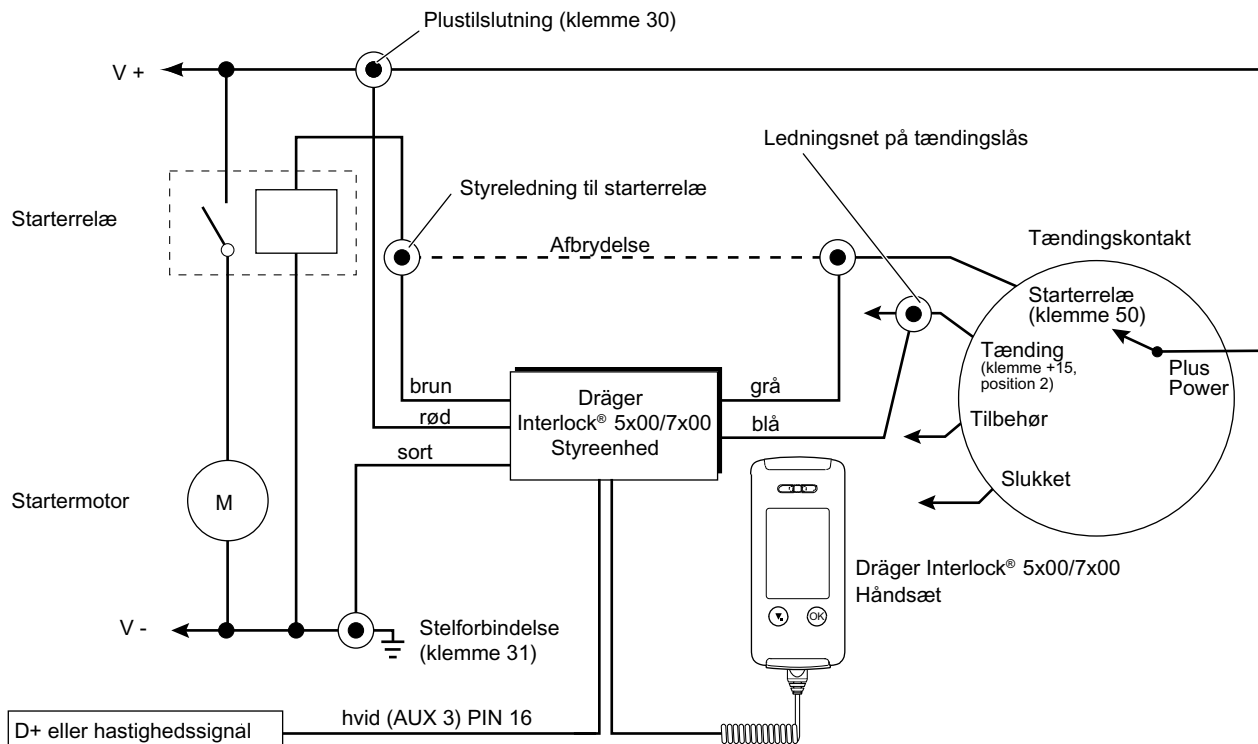 Plustilslutning (klemme 30)
V +
Ledningsnet på tændingslås
Styreledning til starterrelæ
Starterrelæ
Afbrydelse
Tændingskontakt
Starterrelæ
(klemme 50)
Tænding
(klemme +15,
position 2)
Plus
Power
brun
grå
Dräger
Interlock® 5x00/7x00
Styreenhed
rød
blå
Tilbehør
sort
Slukket
Startermotor
M
Dräger Interlock® 5x00/7x00
Håndsæt
OK
V -
Stelforbindelse
(klemme 31)
hvid (AUX 3) PIN 16
D+ eller hastighedssignal